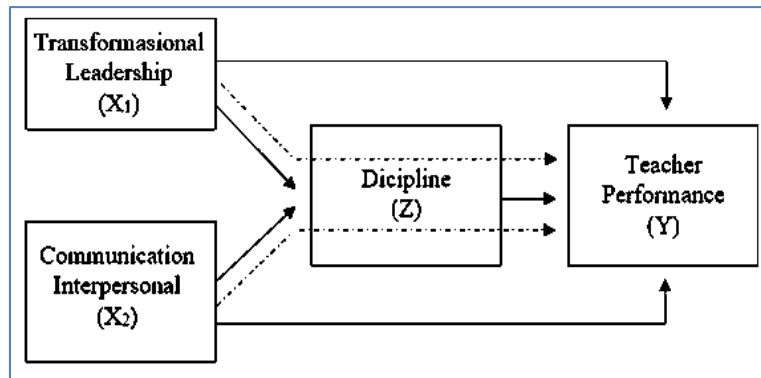 Transformasional
Leadership
(X1)
Dicipline
(Z)
Teacher
Performance
(Y)
Communication
Interpersonal
(X2)